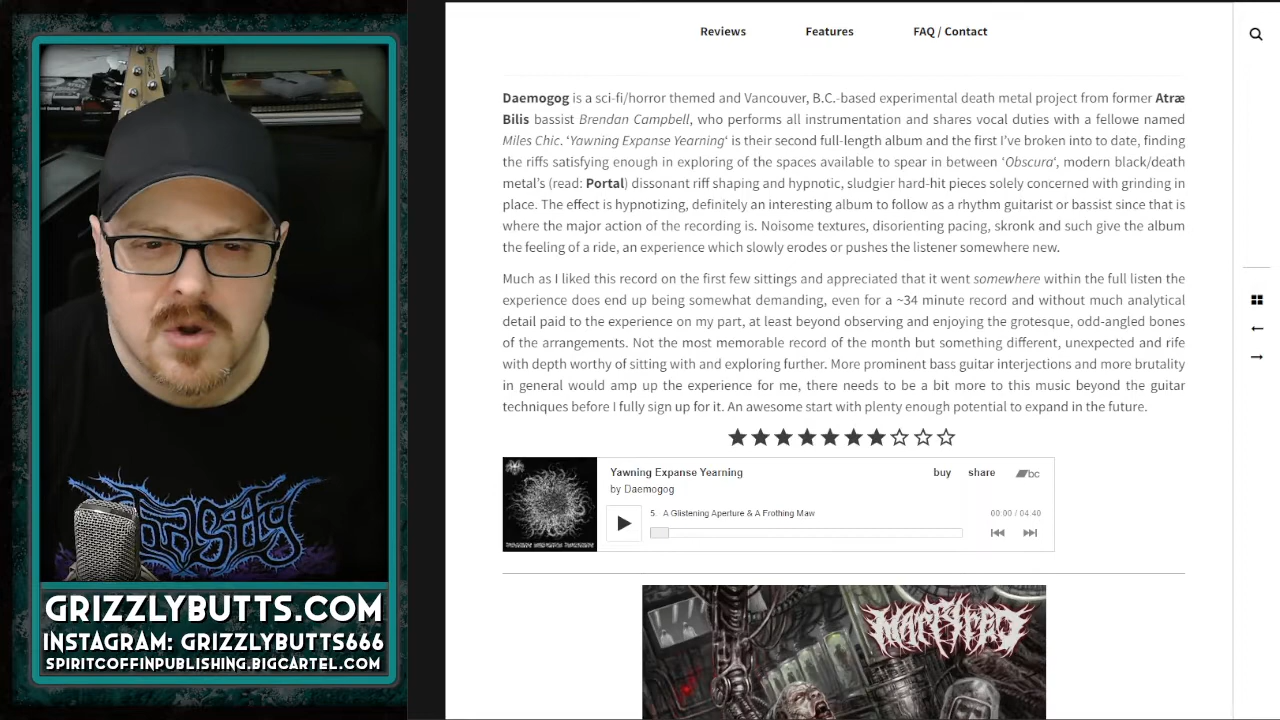 GRIZZLYBUTTS.COM
INSTAGRAM: GRIZZLYBUTTS666
SPIRITCOFFINPUBLISHING.BIGCARTEL.COM
Reviews
Features
FAQ / Contact
Daemogog is a sci-fi/horror themed and Vancouver, B.C.-based experimental death metal project from former Atræ
Bilis bassist Brendan Campbell, who performs all instrumentation and shares vocal duties with a fellowe named
Miles Chic. ‘Yawning Expanse Yearning‘ is their second full-length album and the first I’ve broken into to date, finding
the riffs satisfying enough in exploring of the spaces available to spear in between ‘Obscura‘, modern black/death
metal’s (read: Portal) dissonant riff shaping and hypnotic, sludgier hard-hit pieces solely concerned with grinding in
place. The effect is hypnotizing, definitely an interesting album to follow as a rhythm guitarist or bassist since that is
where the major action of the recording is. Noisome textures, disorienting pacing, skronk and such give the album
the feeling of a ride, an experience which slowly erodes or pushes the listener somewhere new.
Much as I liked this record on the first few sittings and appreciated that it went somewhere within the full listen the
experience does end up being somewhat demanding, even for a ~34 minute record and without much analytical
detail paid to the experience on my part, at least beyond observing and enjoying the grotesque, odd-angled bones
of the arrangements. Not the most memorable record of the month but something different, unexpected and rife
with depth worthy of sitting with and exploring further. More prominent bass guitar interjections and more brutality
in general would amp up the experience for me, there needs to be a bit more to this music beyond the guitar
techniques before I fully sign up for it. An awesome start with plenty enough potential to expand in the future.
Yawning Expanse Yearning
buy
share
bc
by Daemogog
5. A Glistening Aperture & A Frothing Maw
00:00 / 04:40
MARTYRED